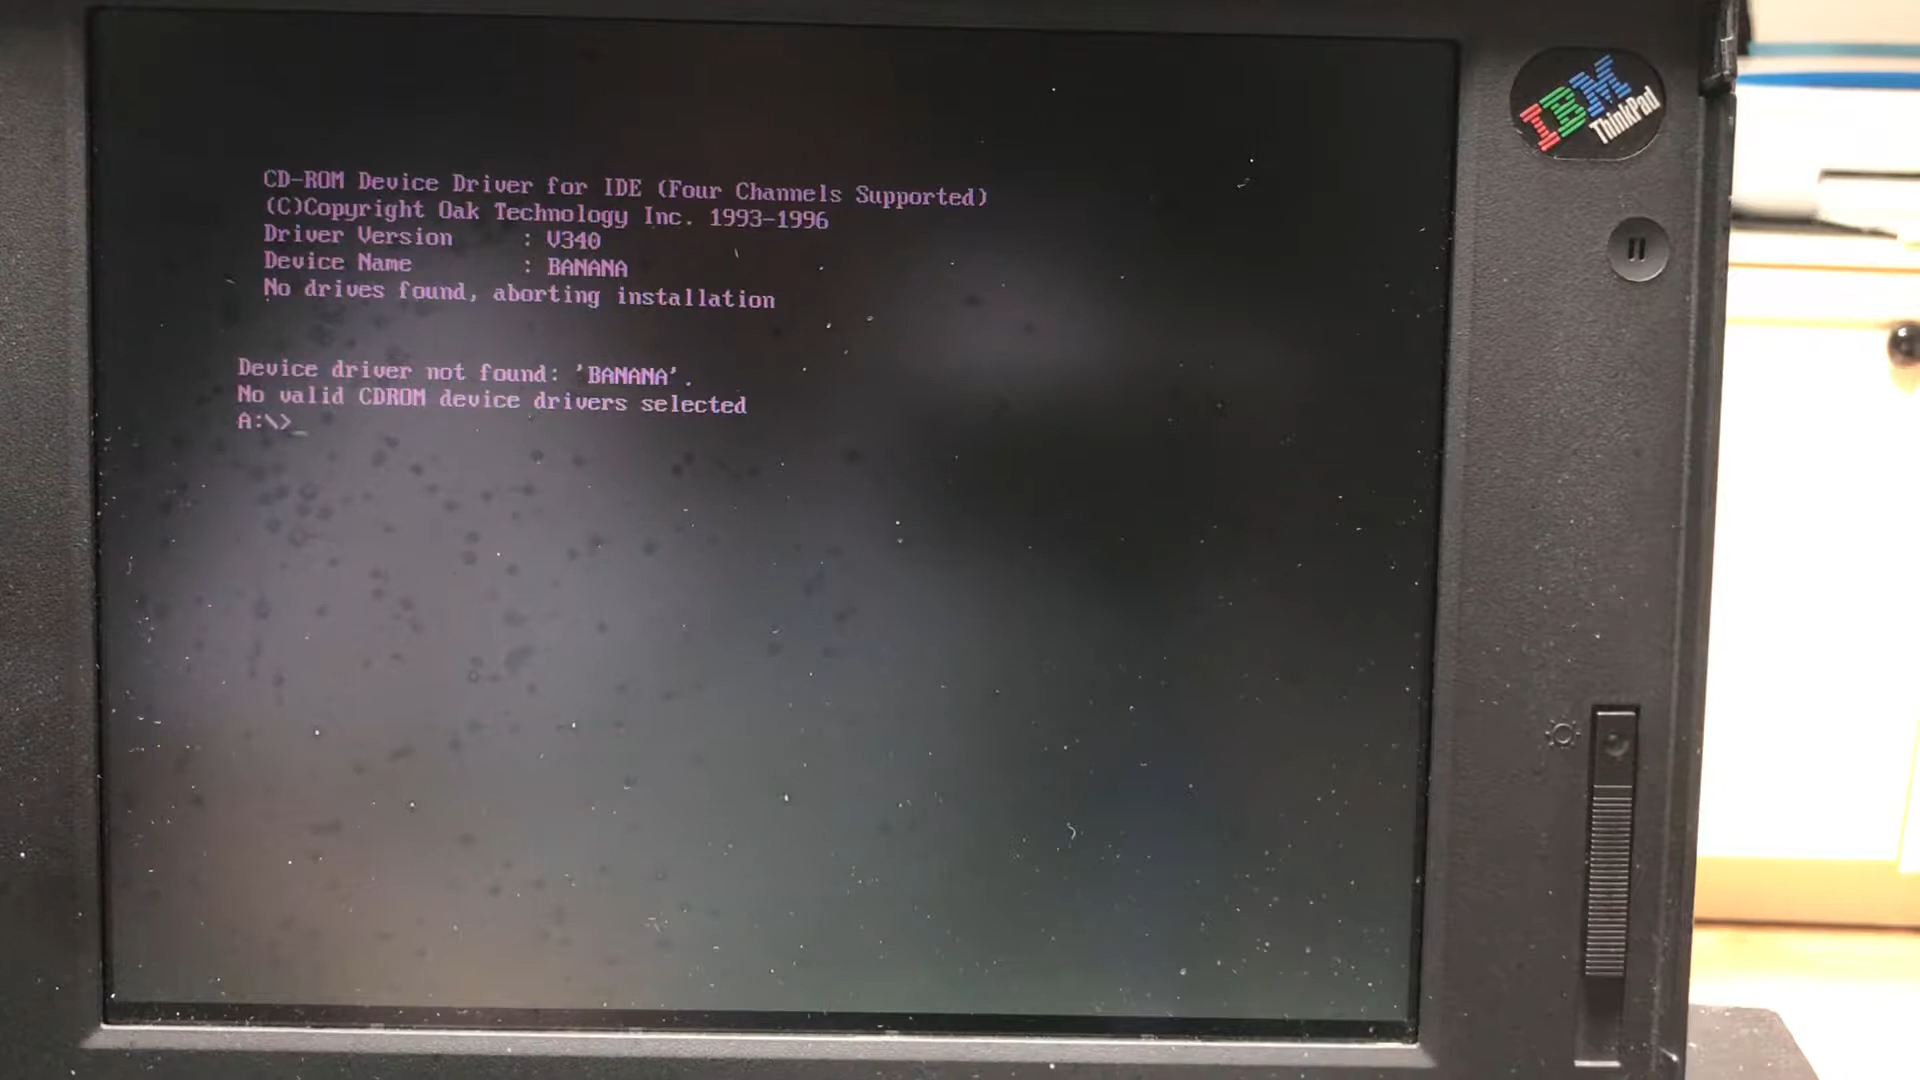 IBM
ThinkPad
CD-ROM Device Driver for IDE (Four Channels Supported)
(C)Copyright Oak Technology Inc. 1993-1996
Driver Version : V340
Device Name : BANANA
No drives found, aborting installation
Device driver not found: 'BANANA'.
No valid CDROM device drivers selected
A:\>_